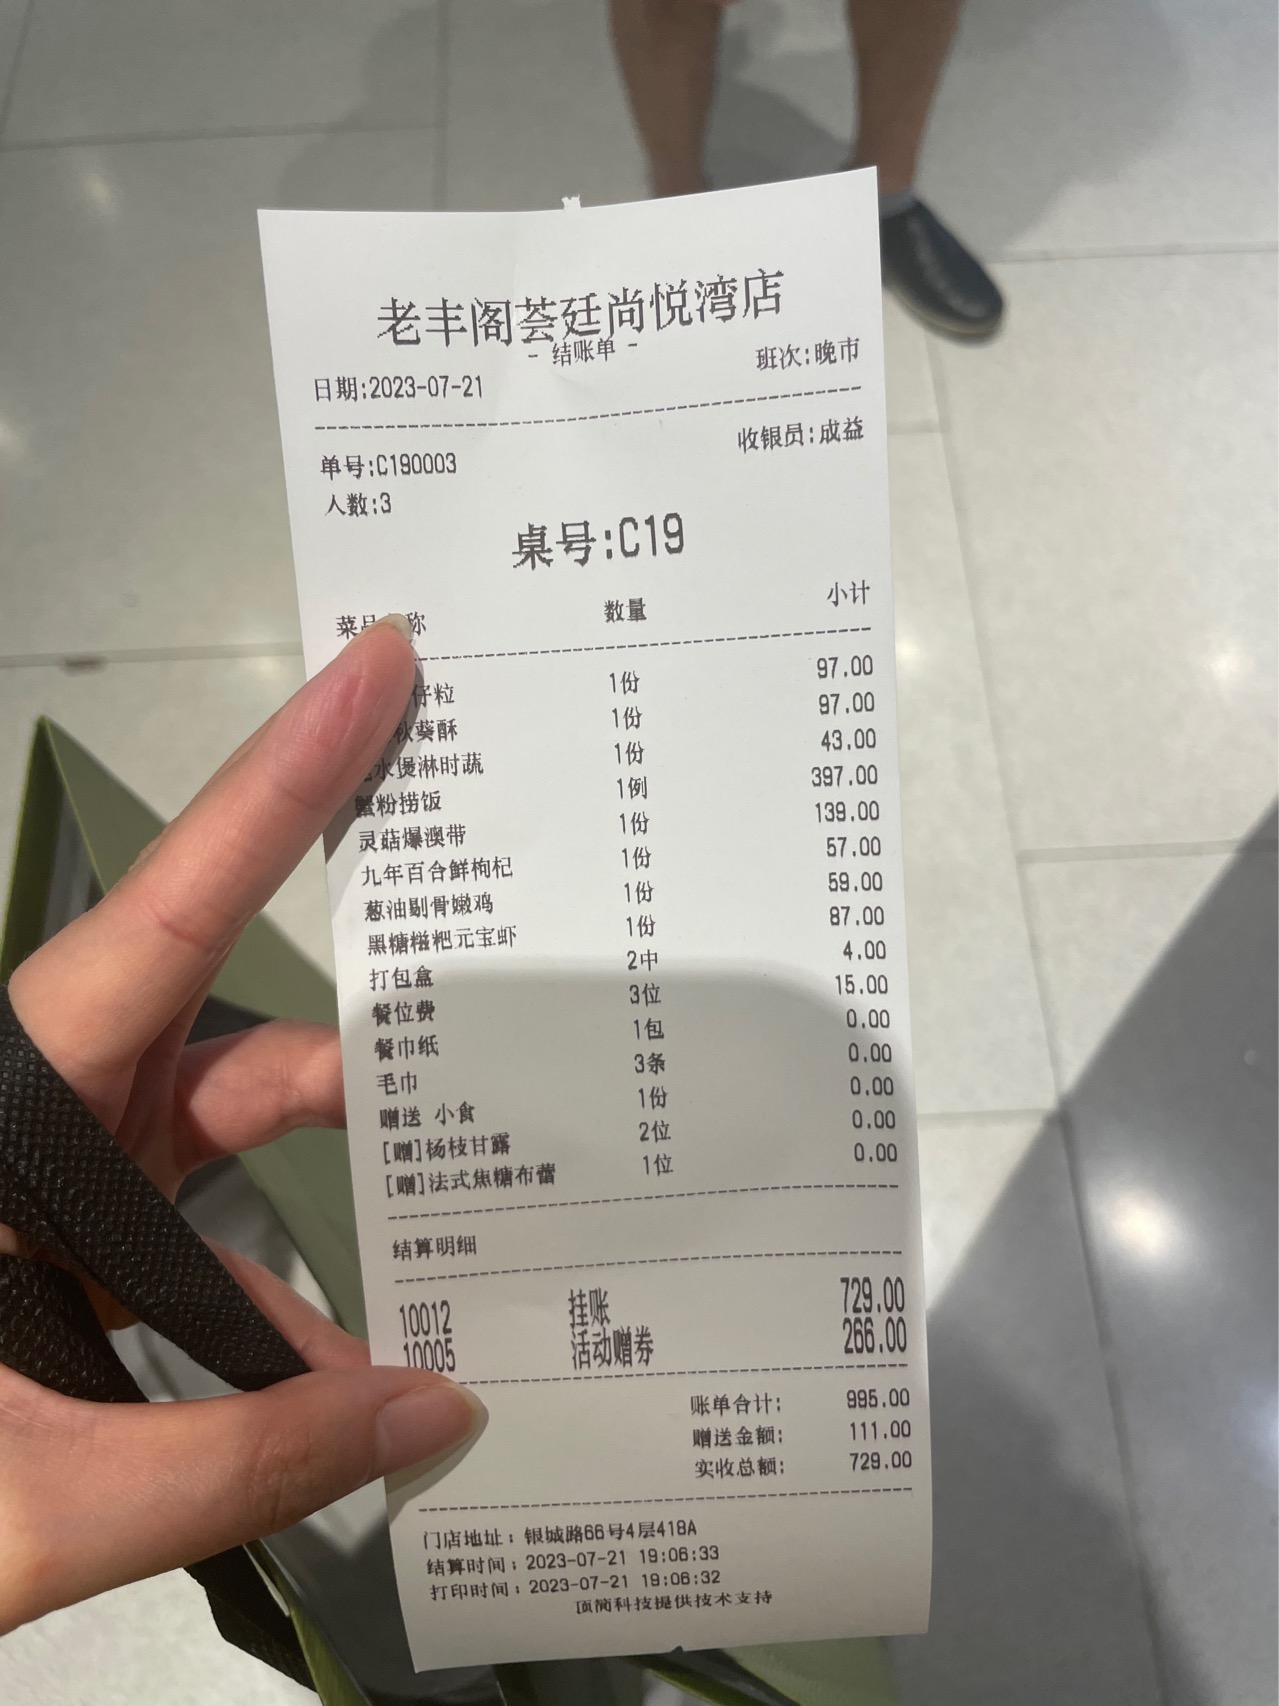 老丰阁荟廷尚悦湾店
- 结账单 -
日期:2023-07-21 班次:晚市
单号:C190003 收银员:成益
人数:3
桌号:C19
菜品 称 数量 小计
仔粒 1份 97.00
秋葵酥 1份 97.00
水煲淋时蔬 1份 43.00
蟹粉捞饭 1例 397.00
灵菇爆澳带 1份 139.00
九年百合鲜枸杞 1份 57.00
葱油剔骨嫩鸡 1份 59.00
黑糖糍粑元宝虾 1份 87.00
打包盒 2中 4.00
餐位费 3位 15.00
餐巾纸 1包 0.00
毛巾 3条 0.00
赠送 小食 1份 0.00
[赠]杨枝甘露 2位 0.00
[赠]法式焦糖布蕾 1位 0.00
结算明细
10012 挂账 729.00
10005 活动赠券 266.00
账单合计: 995.00
赠送金额: 111.00
实收总额: 729.00
门店地址: 银城路66号4层418A
结算时间: 2023-07-21 19:06:33
打印时间: 2023-07-21 19:06:32
顶简科技提供技术支持